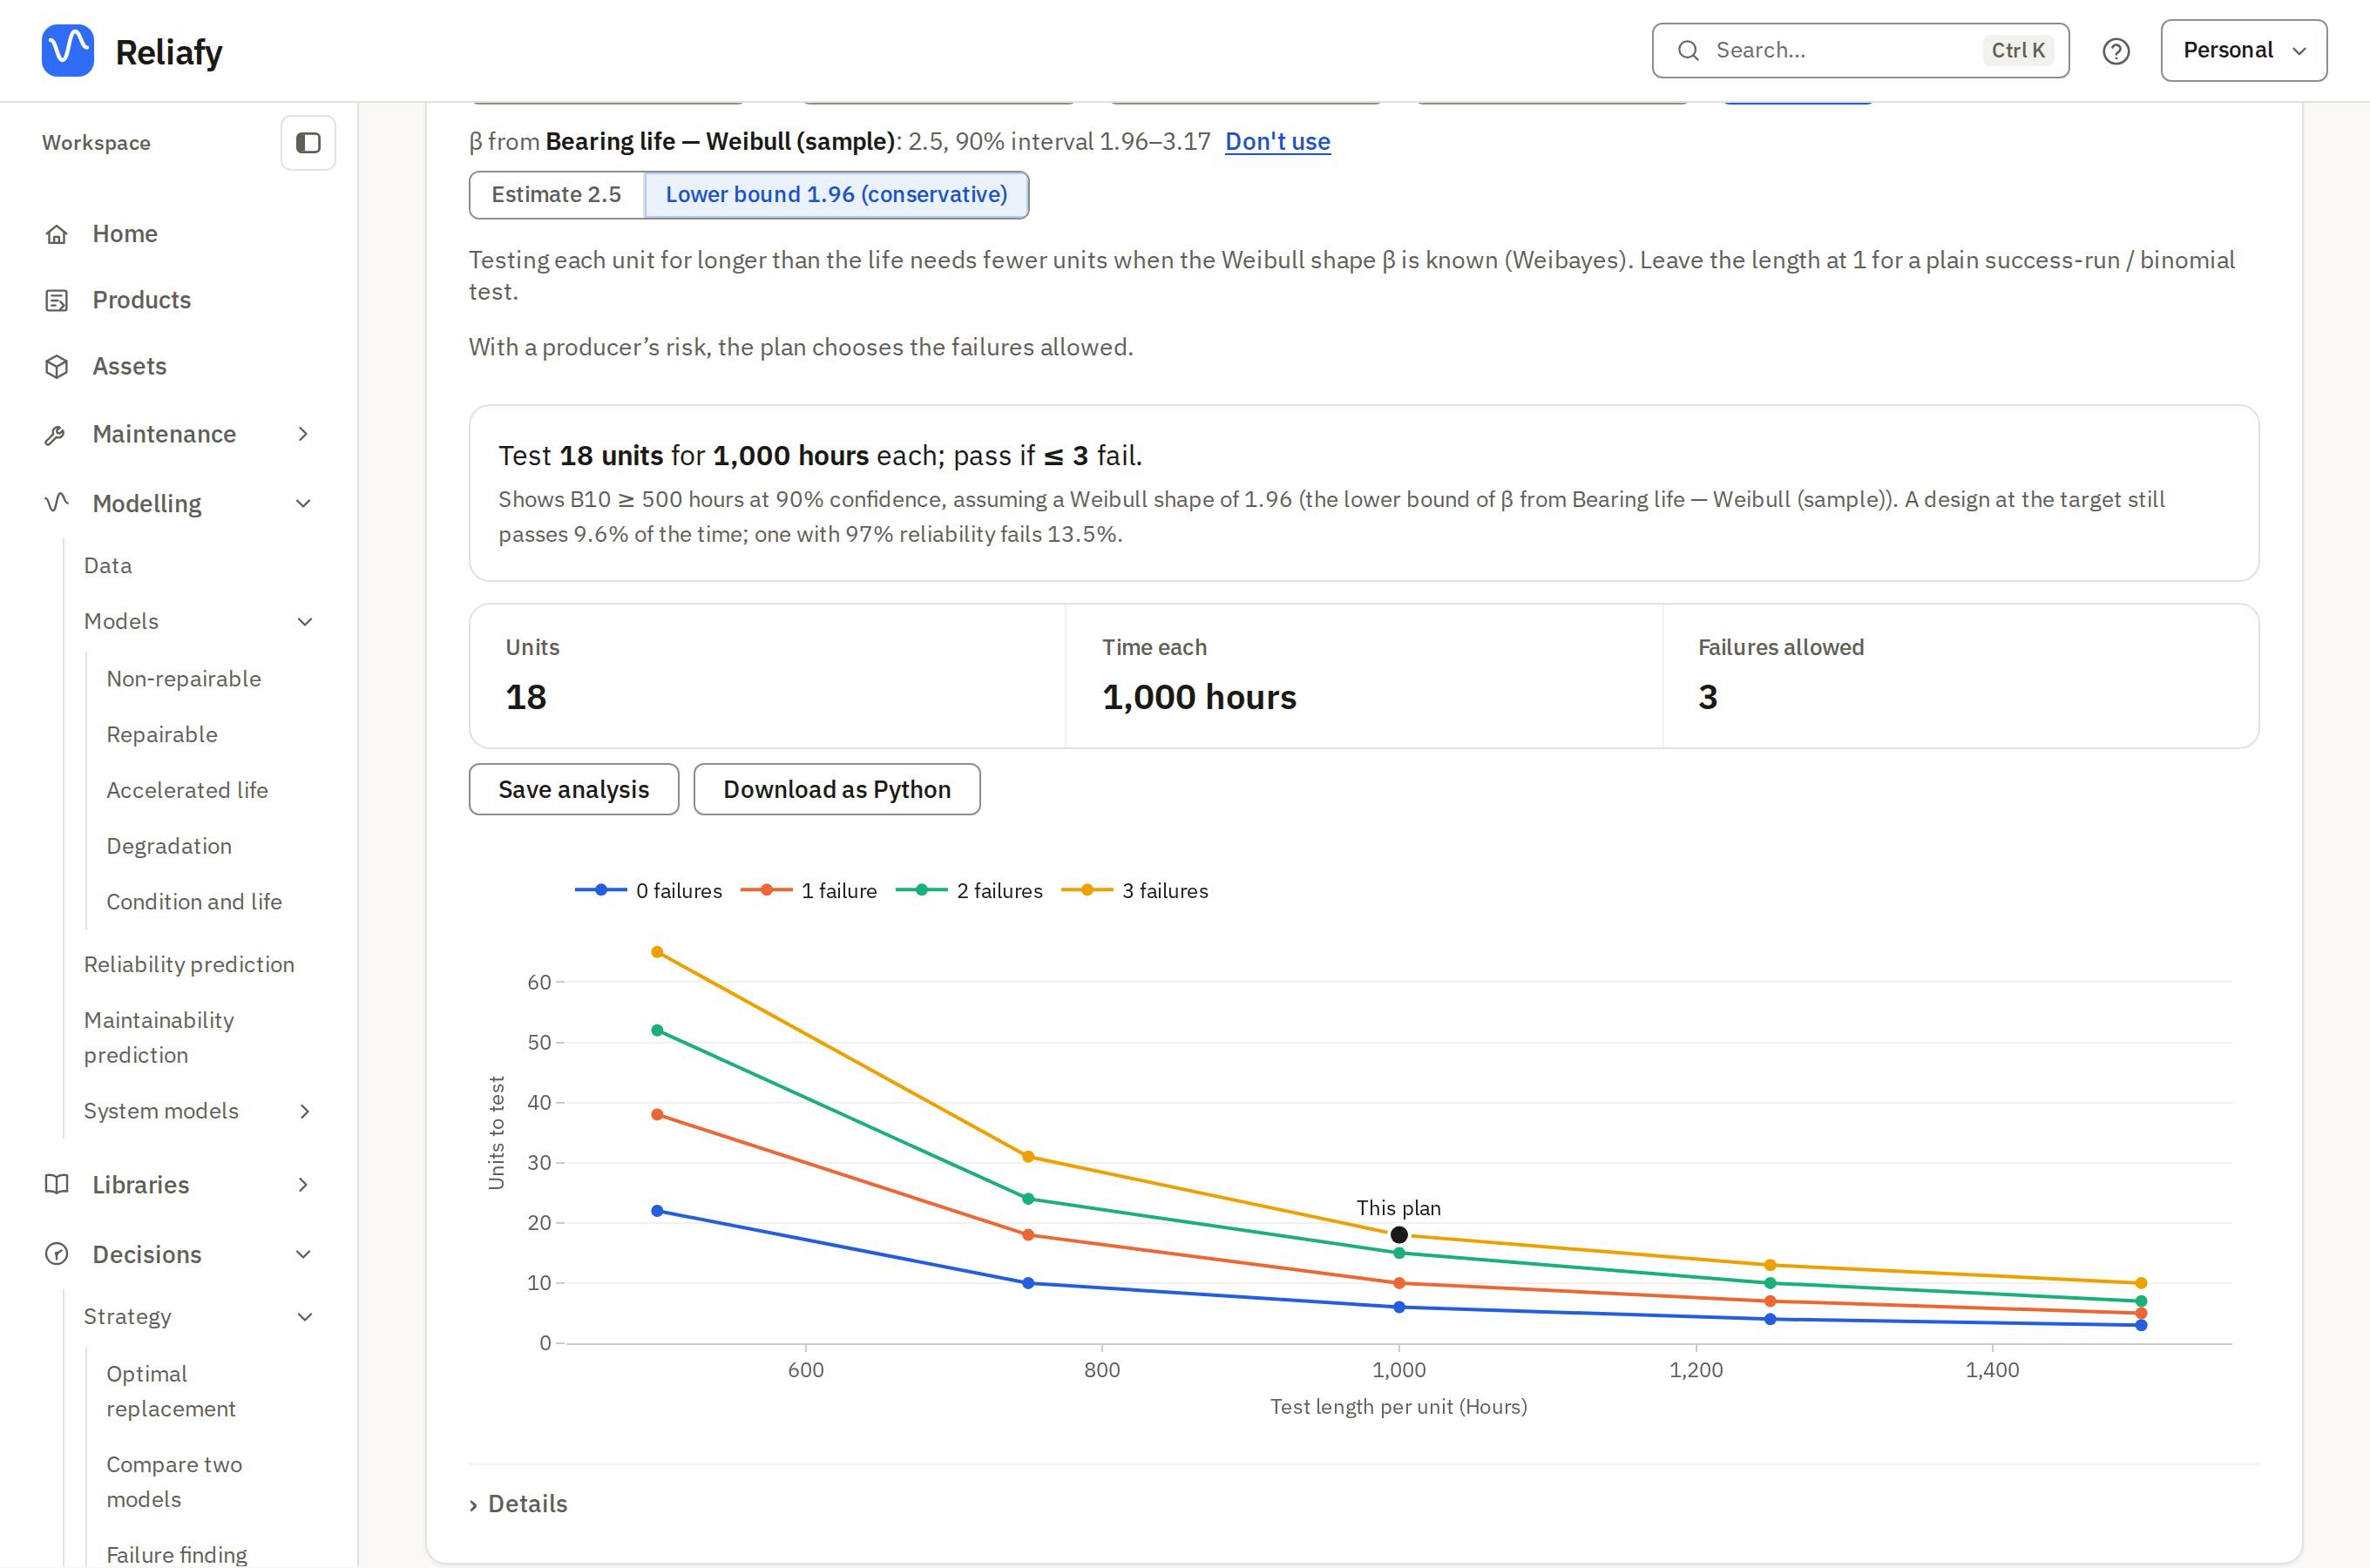 Reliafy
Search...
Ctrl K
Personal
Workspace
Home
Products
Assets
Maintenance
Modelling
Data
Models
Non-repairable
Repairable
Accelerated life
Degradation
Condition and life
Reliability prediction
Maintainability
prediction
System models
Libraries
Decisions
Strategy
Optimal
replacement
Compare two
models
Failure finding
β from Bearing life — Weibull (sample): 2.5, 90% interval 1.96–3.17 Don't use
Estimate 2.5
Lower bound 1.96 (conservative)
Testing each unit for longer than the life needs fewer units when the Weibull shape β is known (Weibayes). Leave the length at 1 for a plain success-run / binomial
test.
With a producer’s risk, the plan chooses the failures allowed.
Test 18 units for 1,000 hours each; pass if ≤ 3 fail.
Shows B10 ≥ 500 hours at 90% confidence, assuming a Weibull shape of 1.96 (the lower bound of β from Bearing life — Weibull (sample)). A design at the target still
passes 9.6% of the time; one with 97% reliability fails 13.5%.
Units
18
Time each
1,000 hours
Failures allowed
3
Save analysis
Download as Python
0 failures
1 failure
2 failures
3 failures
Units to test
60
50
40
30
20
10
0
This plan
600
800
1,000
1,200
1,400
Test length per unit (Hours)
› Details